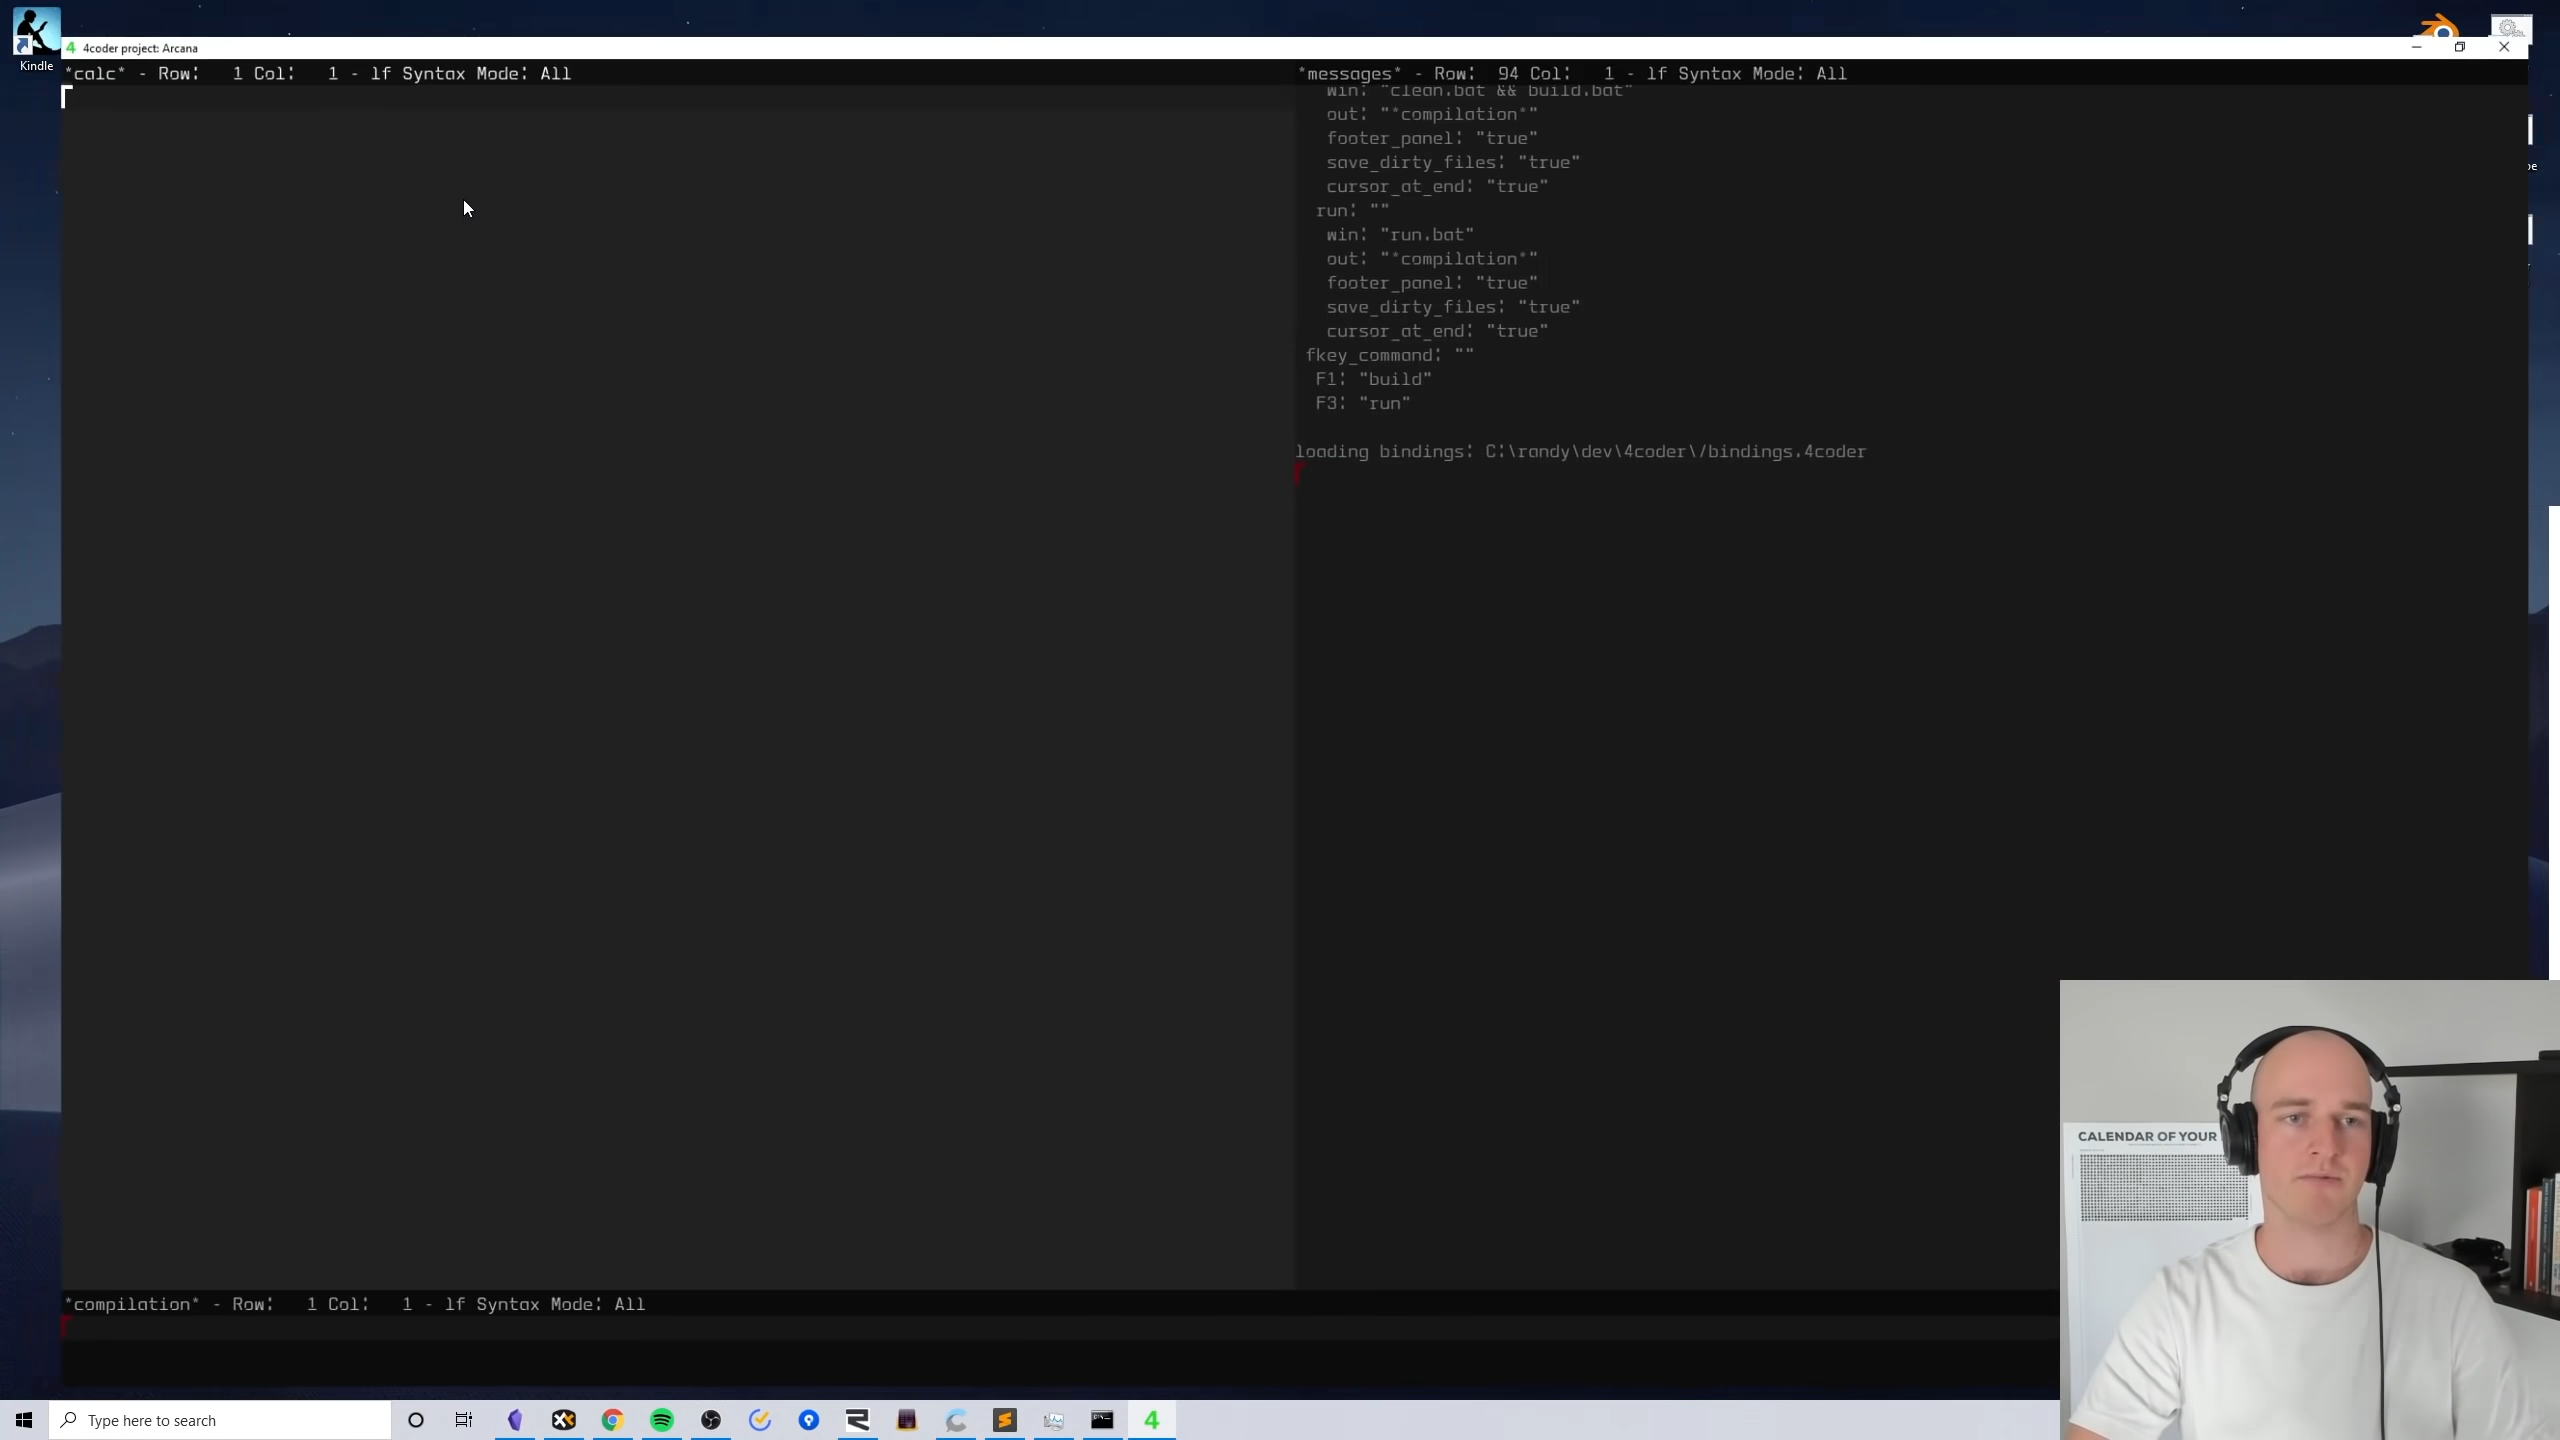 Kindle
4coder project: Arcana
*calc* - Row:   1 Col:   1 - lf Syntax Mode: All
*messages* - Row:  94 Col:   1 - lf Syntax Mode: All
win: "clean.bat && build.bat"
out: "*compilation*"
footer_panel: "true"
save_dirty_files: "true"
cursor_at_end: "true"
run: ""
win: "run.bat"
out: "*compilation*"
footer_panel: "true"
save_dirty_files: "true"
cursor_at_end: "true"
fkey_command: ""
F1: "build"
F3: "run"
loading bindings: C:\randy\dev\4coder\/bindings.4coder
CALENDAR OF YOUR
*compilation* - Row:   1 Col:   1 - lf Syntax Mode: All
Type here to search